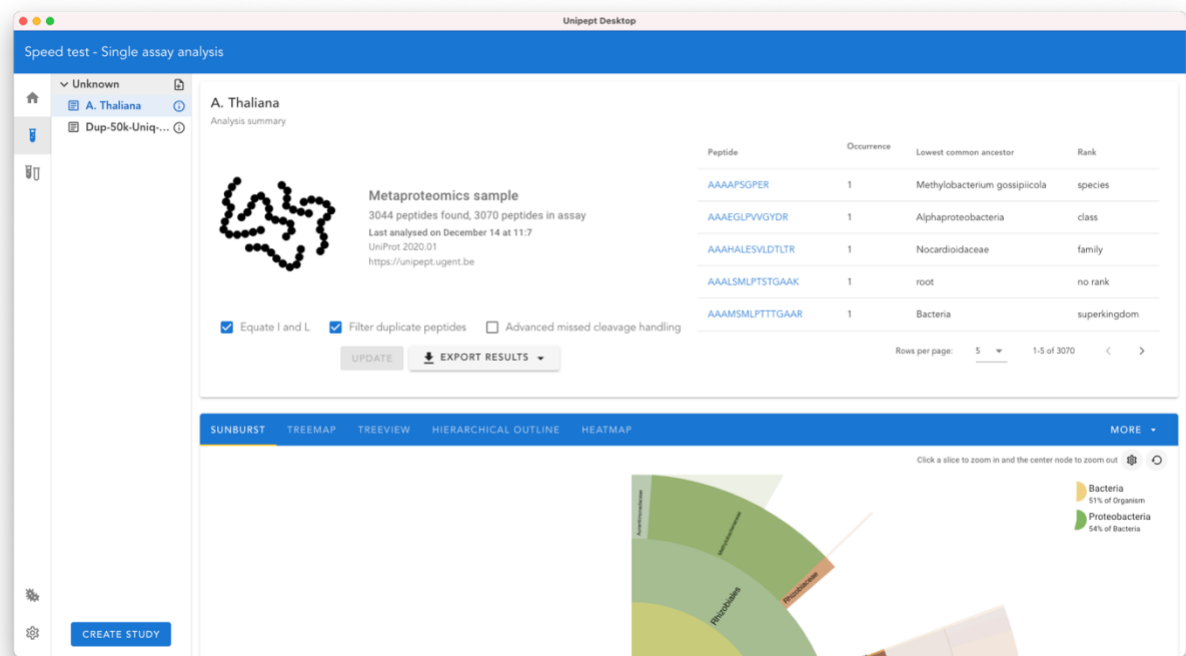 Unipept Desktop
Speed test - Single assay analysis
Unknown
A. Thaliana
Dup-50k-Uniq-...
CREATE STUDY
A. Thaliana
Analysis summary
Metaproteomics sample
3044 peptides found, 3070 peptides in assay
Last analysed on December 14 at 11:7
UniProt 2020.01
https://unipept.ugent.be
Equate I and L Filter duplicate peptides Advanced missed cleavage handling
UPDATE EXPORT RESULTS
Peptide Occurrence Lowest common ancestor Rank
AAAAPSGPER 1 Methylobacterium gossipiicola species
AAAEGLPVVGYDR 1 Alphaproteobacteria class
AAAHALESVLDTLTR 1 Nocardioidaceae family
AAALSMLPTSTGAAK 1 root no rank
AAAMSMLPTTTGAAR 1 Bacteria superkingdom
Rows per page: 5 1-5 of 3070
SUNBURST TREEMAP TREEVIEW HIERARCHICAL OUTLINE HEATMAP MORE
Click a slice to zoom in and the center node to zoom out
Bacteria
51% of Organism
Proteobacteria
54% of Bacteria
Methylobacteriaceae
Rhizobiaceae
Rhizobiales